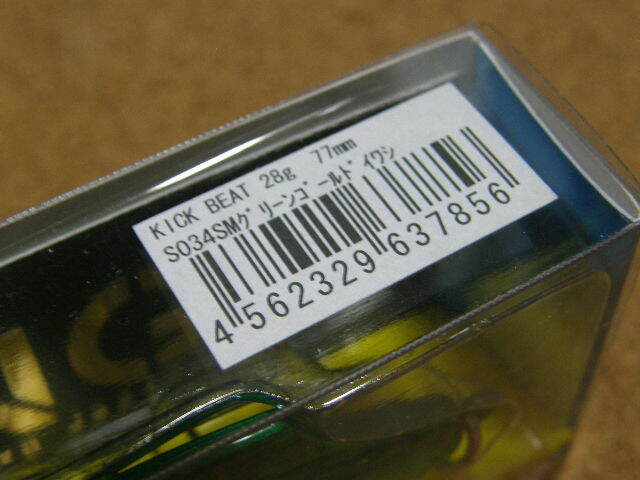 KICK BEAT 28g 77mm
S034SMｸﾞﾘｰﾝｺﾞｰﾙﾄﾞｲﾜｼ
4562329637856